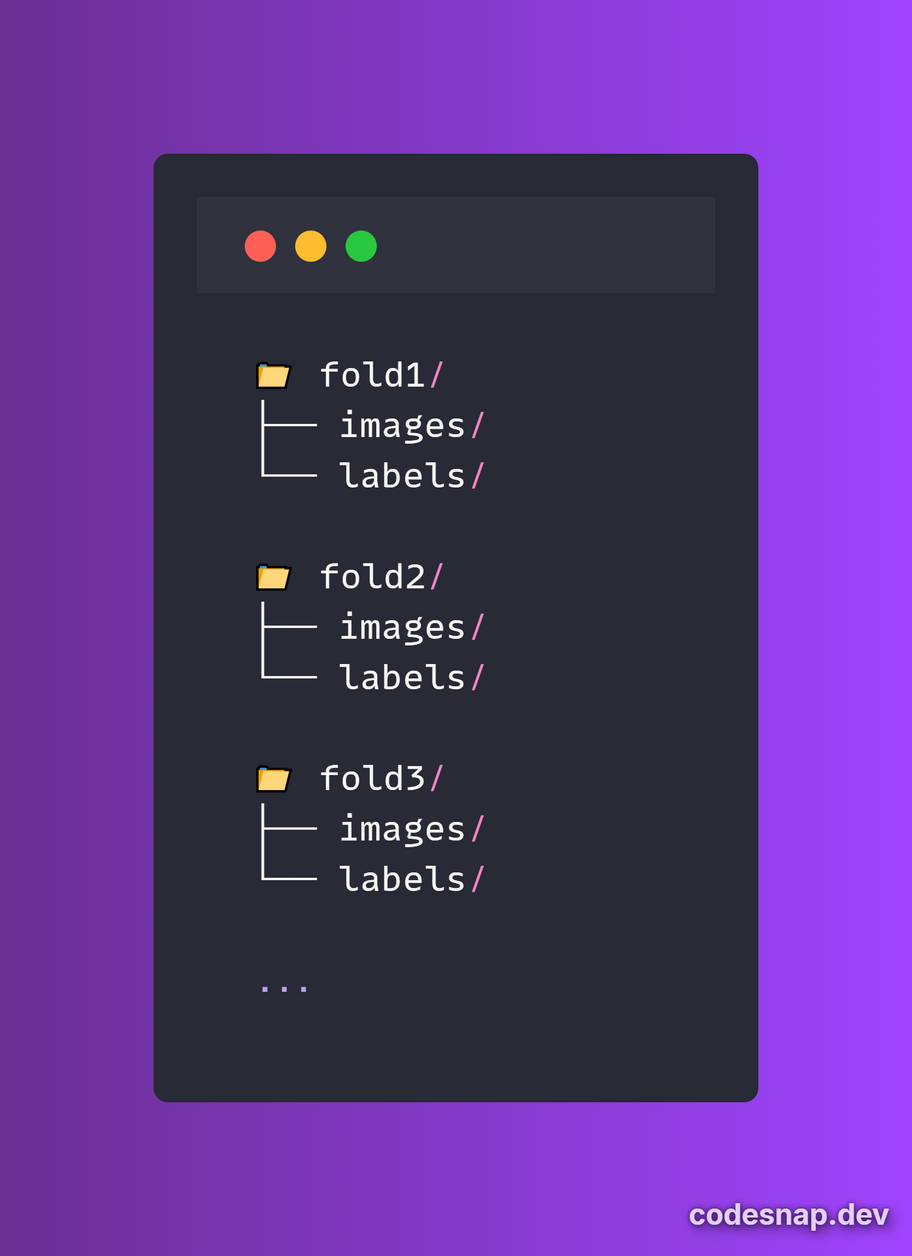 📁 fold1/
├── images/
└── labels/
📁 fold2/
├── images/
└── labels/
📁 fold3/
├── images/
└── labels/
...
codesnap.dev